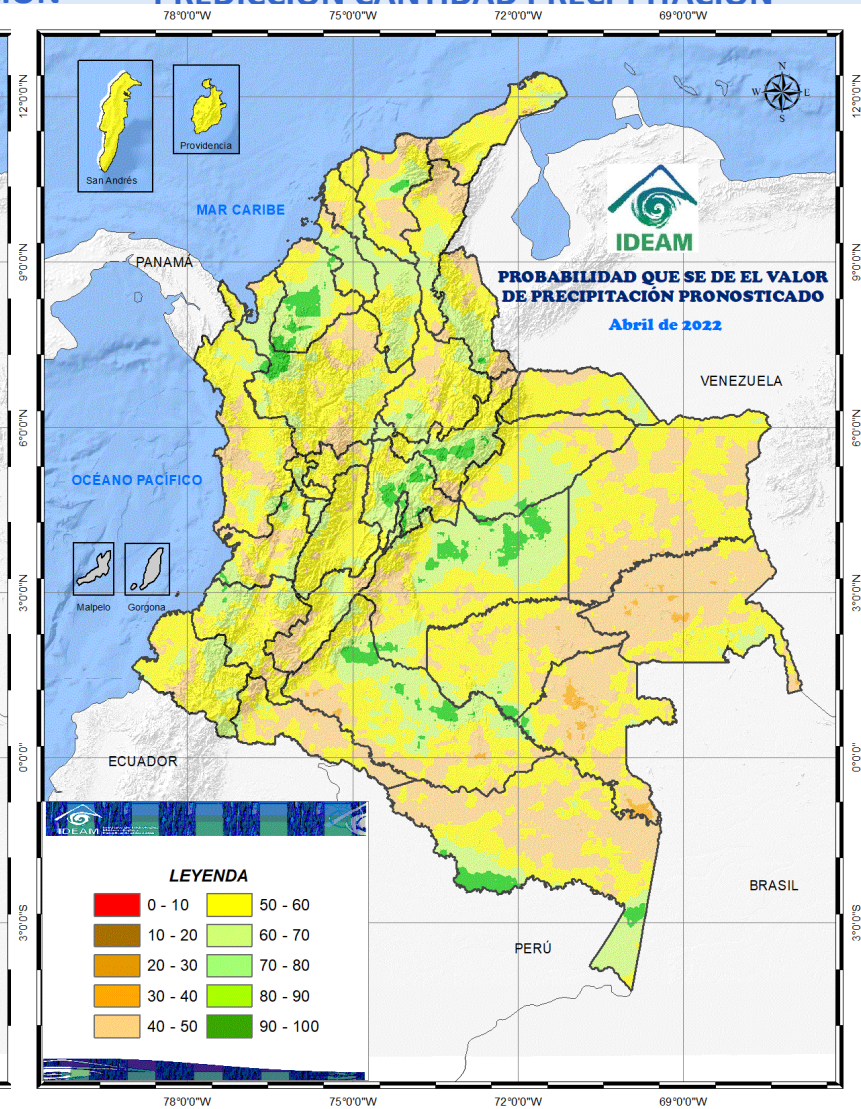 PREDICCIÓN CANTIDAD PRECIPITACIÓN
78°0'0"W
75°0'0"W
72°0'0"W
69°0'0"W
12°0'0"N
12°0'0"N
N
W
E
S
San Andrés
Providencia
MAR CARIBE
IDEAM
9°0'0"N
PANAMÁ
9°0'0"N
PROBABILIDAD QUE SE DE EL VALOR
DE PRECIPITACIÓN PRONOSTICADO
Abril de 2022
VENEZUELA
6°0'0"N
6°0'0"N
OCÉANO PACÍFICO
Malpelo
Gorgona
3°0'0"N
3°0'0"N
0°0'0"
ECUADOR
0°0'0"
IDEAM
LEYENDA
0 - 10
50 - 60
10 - 20
60 - 70
20 - 30
70 - 80
30 - 40
80 - 90
40 - 50
90 - 100
BRASIL
PERÚ
3°0'0"S
3°0'0"S
78°0'0"W
75°0'0"W
72°0'0"W
69°0'0"W